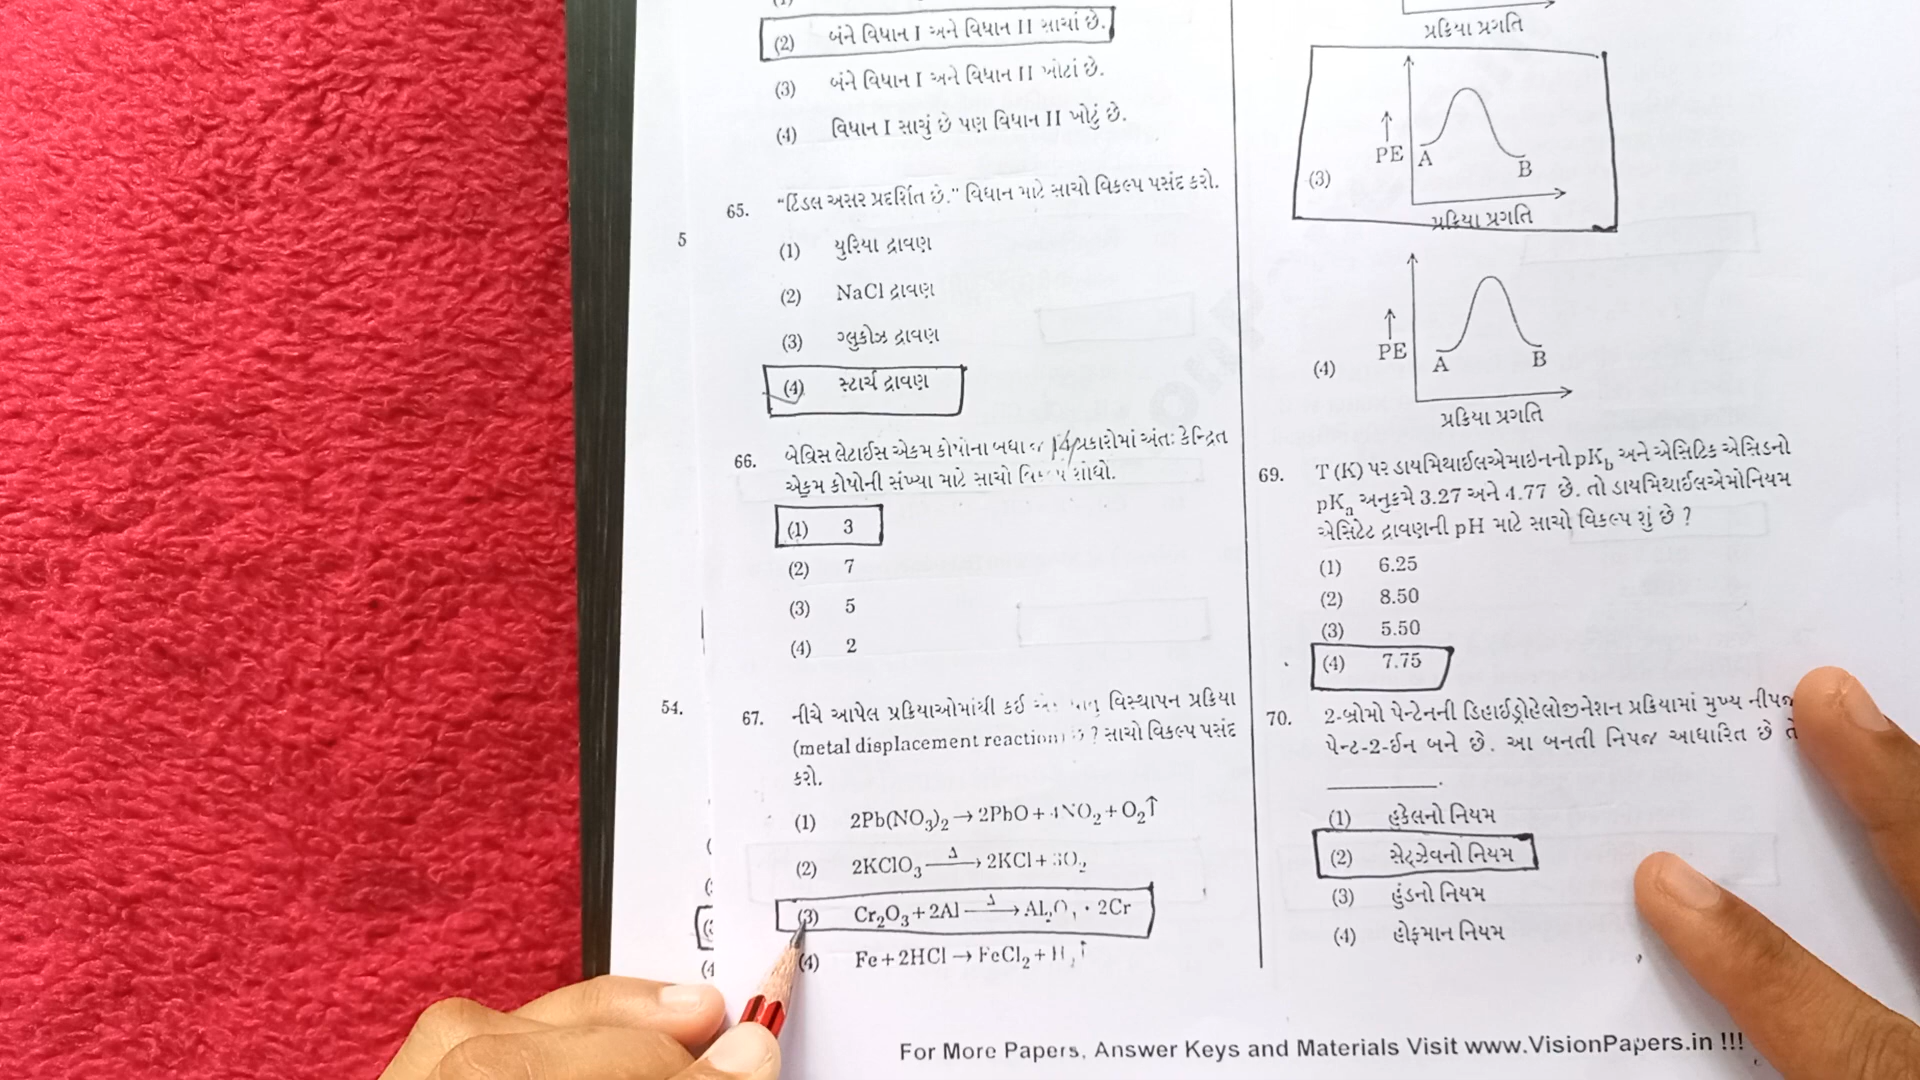 (2) બંને વિધાન I અને વિધાન II સાચાં છે.
(3) બંને વિધાન I અને વિધાન II ખોટાં છે.
(4) વિધાન I સાચું છે પણ વિધાન II ખોટું છે.
65. "ટિંડલ અસર પ્રદર્શિત છે." વિધાન માટે સાચો વિકલ્પ પસંદ કરો.
5
(1) યુરિયા દ્રાવણ
(2) NaCl દ્રાવણ
(3) ગ્લુકોઝ દ્રાવણ
(4) સ્ટાર્ચ દ્રાવણ
66. બેવિસ લેટાઈસ એકમ કોષોના બધા જ 14 પ્રકારોમાં અંતઃ કેન્દ્રિત
એકમ કોષોની સંખ્યા માટે સાચો શોધો.
(1) 3
(2) 7
(3) 5
(4) 2
54.
67. નીચે આપેલ પ્રક્રિયાઓમાંથી કઈ વિસ્થાપન પ્રક્રિયા
(metal displacement reaction) છે ? સાચો વિકલ્પ પસંદ
કરો.
(1) 2Pb(NO₃)₂ → 2PbO + 4NO₂ + O₂↑
(2) 2KClO₃ —Δ→ 2KCl + 3O₂
(3) Cr₂O₃ + 2Al —Δ→ Al₂O₃ · 2Cr
(4) Fe + 2HCl → FeCl₂ + H₂↑
પ્રક્રિયા પ્રગતિ
(3) ↑ PE A B
પ્રક્રિયા પ્રગતિ
(4) ↑ PE A B
પ્રક્રિયા પ્રગતિ
69. T (K) પર ડાયમિથાઈલએમાઇનનો pK_b અને એસિટિક એસિડનો
pK_a અનુક્રમે 3.27 અને 4.77 છે. તો ડાયમિથાઈલએમોનિયમ
એસિટેટ દ્રાવણની pH માટે સાચો વિકલ્પ શું છે ?
(1) 6.25
(2) 8.50
(3) 5.50
(4) 7.75
70. 2-બ્રોમો પેન્ટેનની ડિહાઈડ્રોહેલોજીનેશન પ્રક્રિયામાં મુખ્ય નીપજ
પેન્ટ-2-ઈન બને છે. આ બનતી નિપજ આધારિત છે તે
________.
(1) હુકેલનો નિયમ
(2) સેટ્ઝેવનો નિયમ
(3) હુંડનો નિયમ
(4) હોફમાન નિયમ
For More Papers, Answer Keys and Materials Visit www.VisionPapers.in !!!